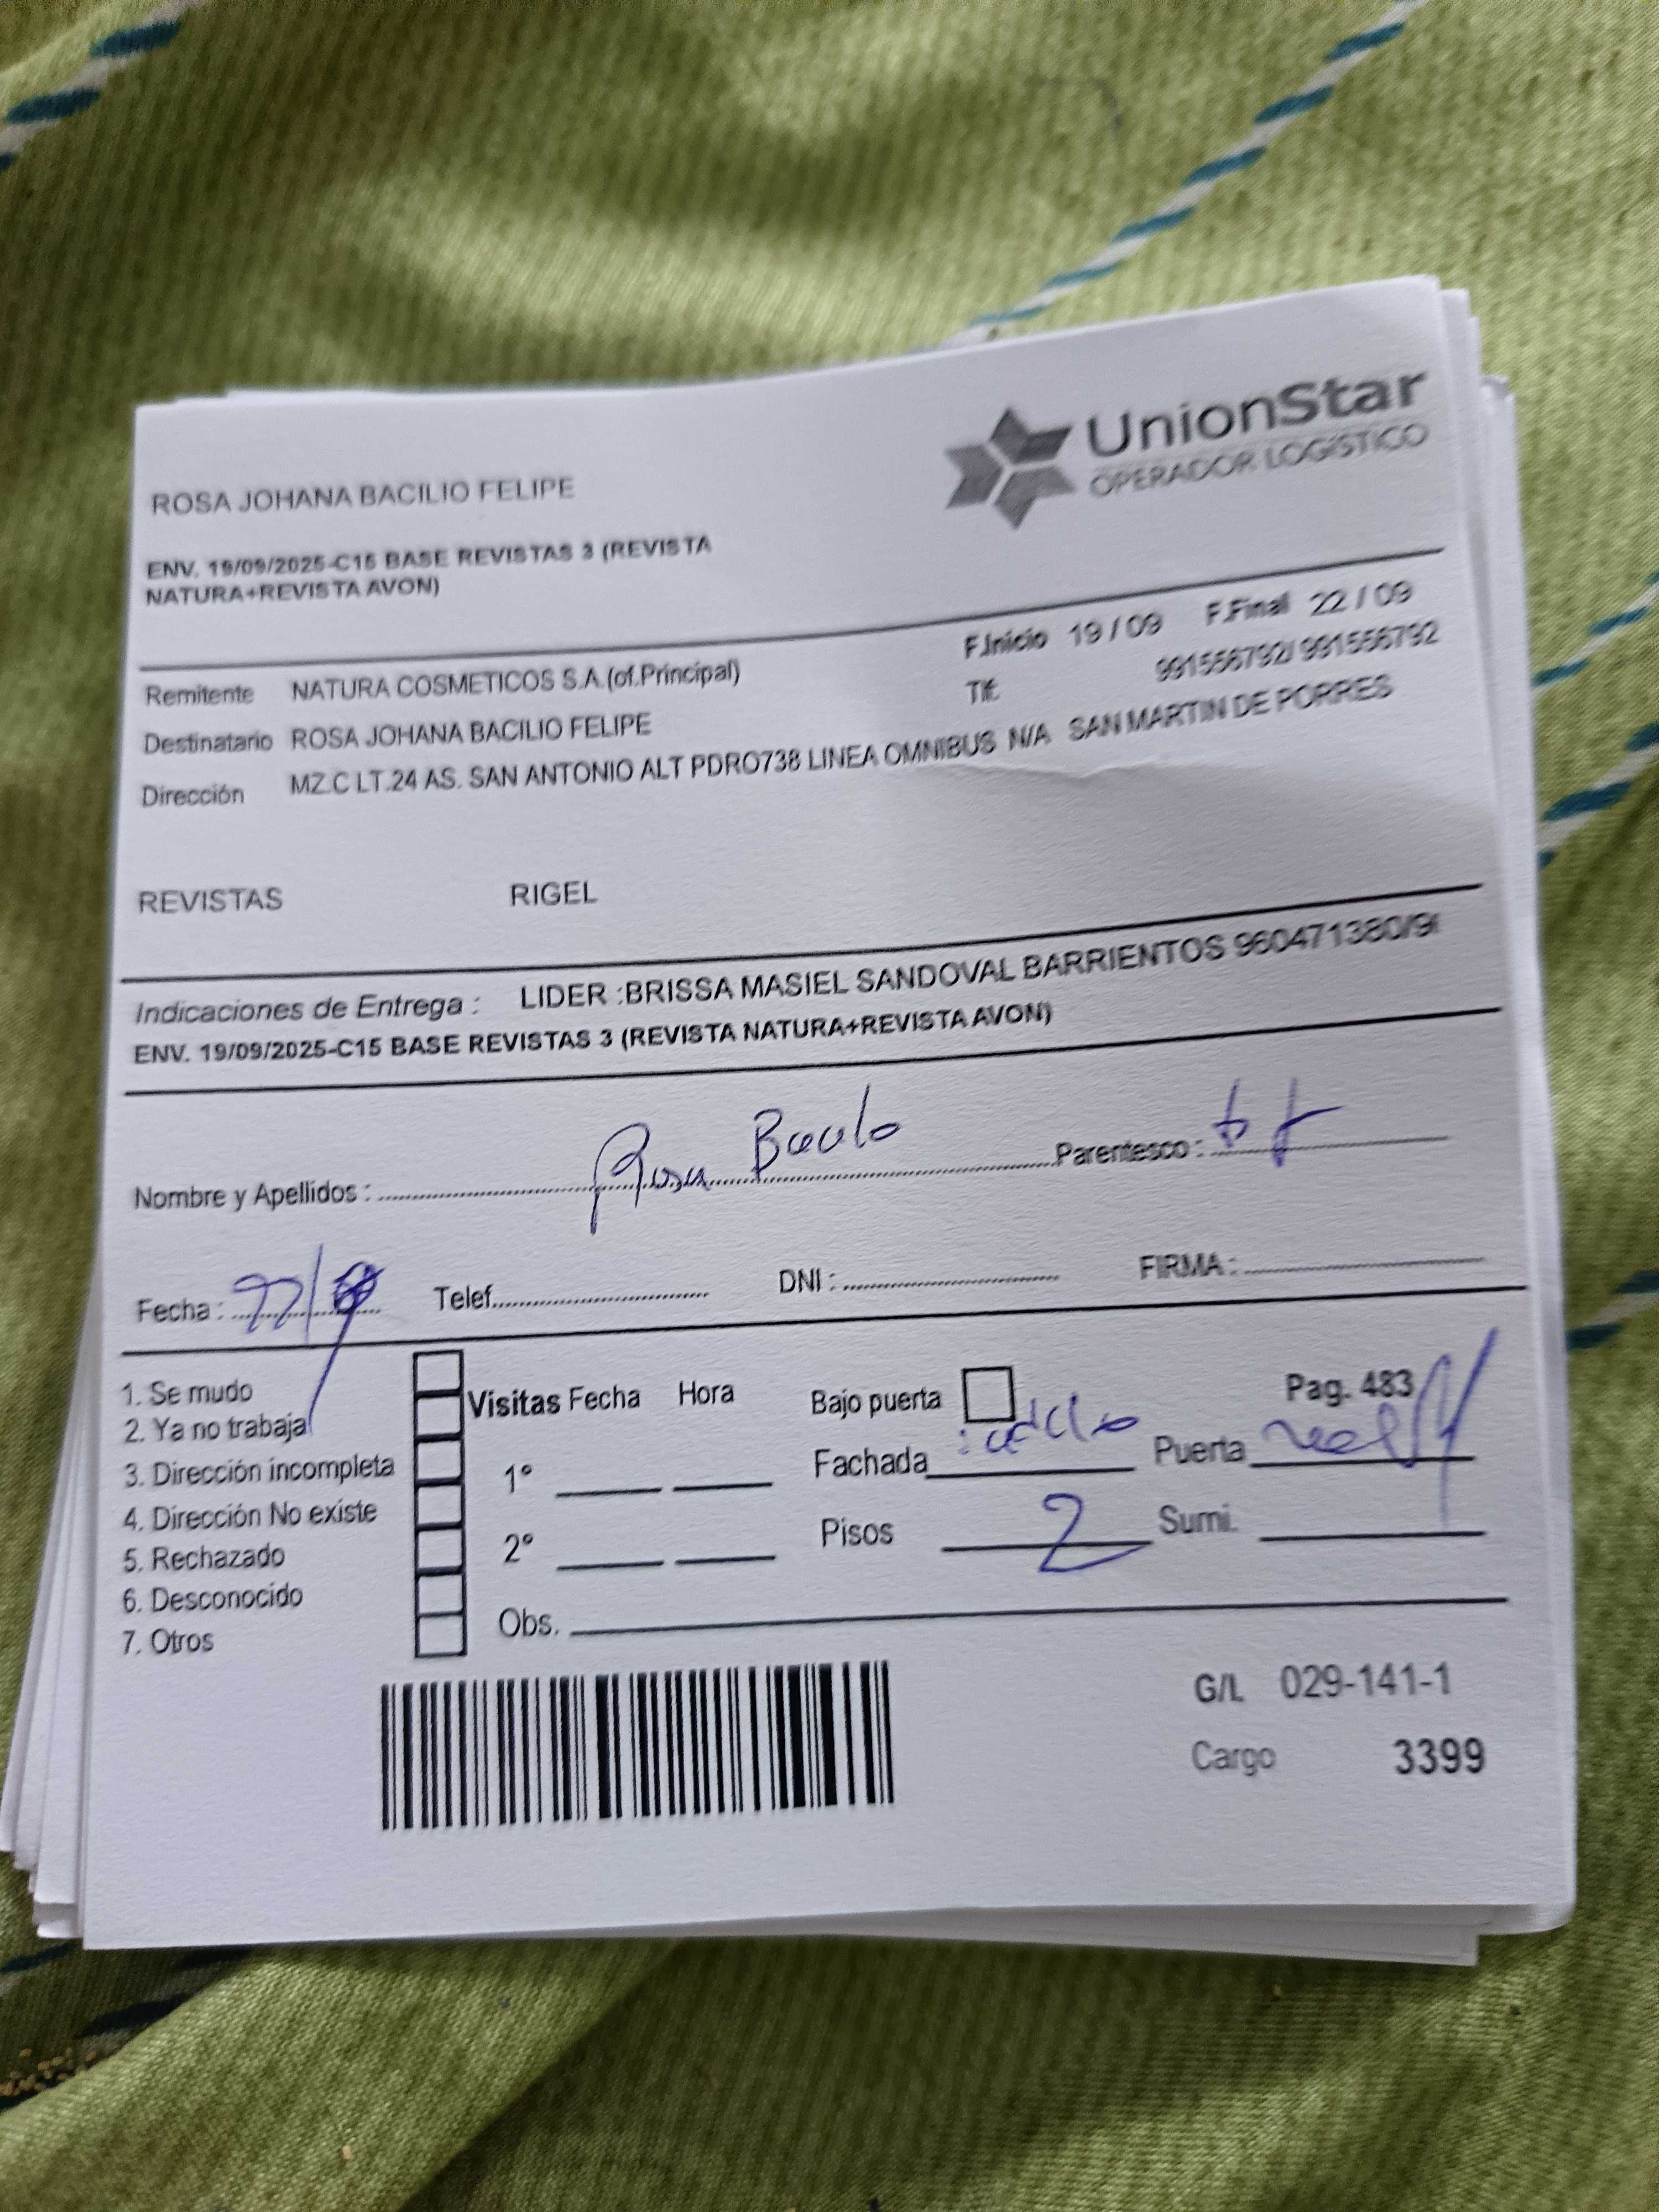 UnionStar
OPERADOR LOGÍSTICO
ROSA JOHANA BACILIO FELIPE
ENV. 19/09/2025-C15 BASE REVISTAS 3 (REVISTA
NATURA+REVISTA AVON)
F.Inicio 19 / 09 F.Final 22 / 09
Remitente NATURA COSMETICOS S.A.(of.Principal)
Tlf: 991556792/ 991556792
Destinatario ROSA JOHANA BACILIO FELIPE
Dirección MZ.C LT.24 AS. SAN ANTONIO ALT PDRO738 LINEA OMNIBUS N/A SAN MARTIN DE PORRES
REVISTAS RIGEL
Indicaciones de Entrega : LIDER :BRISSA MASIEL SANDOVAL BARRIENTOS 960471380/9
ENV. 19/09/2025-C15 BASE REVISTAS 3 (REVISTA NATURA+REVISTA AVON)
Nombre y Apellidos : Rosa Parentesco :
Fecha : Telef. DNI : FIRMA :
1. Se mudo
2. Ya no trabaja
3. Dirección incompleta
4. Dirección No existe
5. Rechazado
6. Desconocido
7. Otros
Visitas Fecha Hora
1°
2°
Obs.
Bajo puerta Pag. 483
Fachada Puerta
Pisos 2 Sumi.
G/L 029-141-1
Cargo 3399